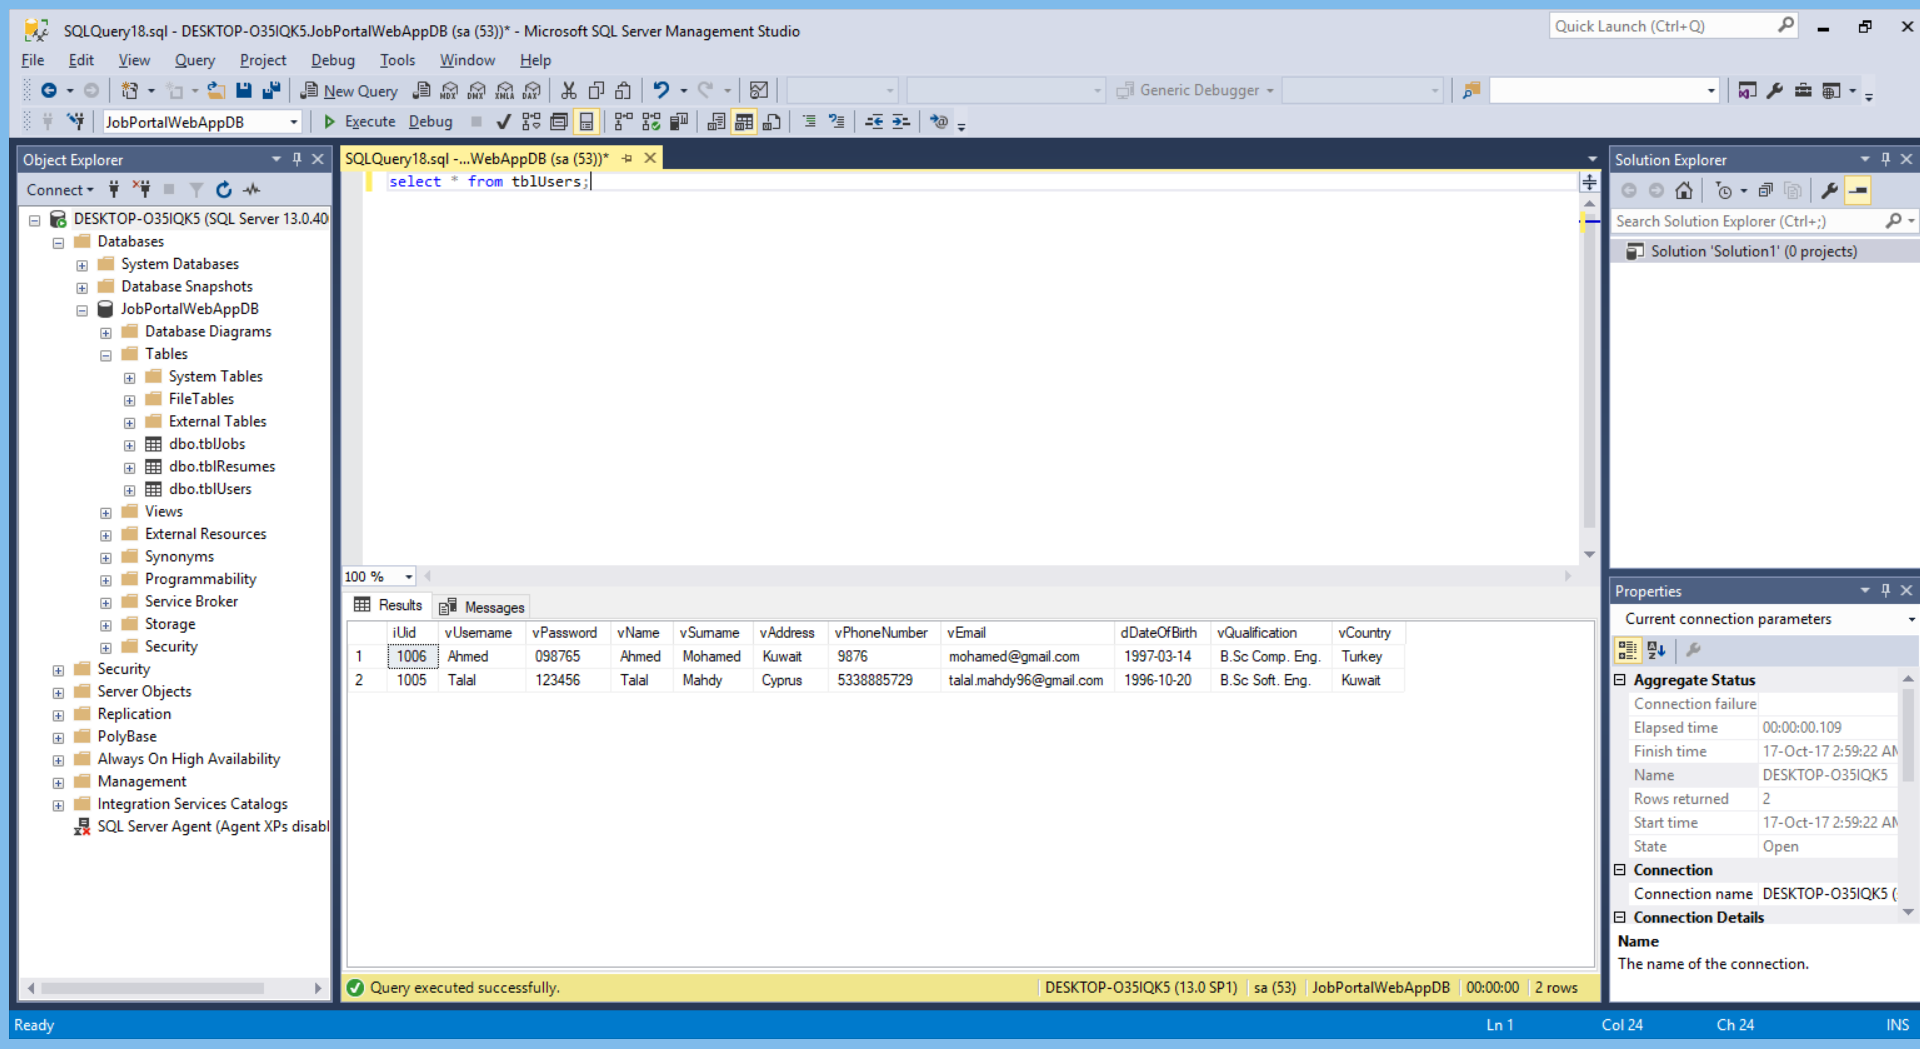 SQLQuery18.sql - DESKTOP-O35IQK5.JobPortalWebAppDB (sa (53))* - Microsoft SQL Server Management Studio
Quick Launch (Ctrl+Q)
File Edit View Query Project Debug Tools Window Help
New Query MDX DMX XMLA DAX Generic Debugger
JobPortalWebAppDB Execute Debug
Object Explorer
Connect
DESKTOP-O35IQK5 (SQL Server 13.0.40
Databases
System Databases
Database Snapshots
JobPortalWebAppDB
Database Diagrams
Tables
System Tables
FileTables
External Tables
dbo.tblJobs
dbo.tblResumes
dbo.tblUsers
Views
External Resources
Synonyms
Programmability
Service Broker
Storage
Security
Security
Server Objects
Replication
PolyBase
Always On High Availability
Management
Integration Services Catalogs
SQL Server Agent (Agent XPs disabl
SQLQuery18.sql -...WebAppDB (sa (53))*
select * from tblUsers;
100 %
Results Messages
iUid vUsername vPassword vName vSurname vAddress vPhoneNumber vEmail dDateOfBirth vQualification vCountry
1 1006 Ahmed 098765 Ahmed Mohamed Kuwait 9876 mohamed@gmail.com 1997-03-14 B.Sc Comp. Eng. Turkey
2 1005 Talal 123456 Talal Mahdy Cyprus 5338885729 talal.mahdy96@gmail.com 1996-10-20 B.Sc Soft. Eng. Kuwait
Query executed successfully. DESKTOP-O35IQK5 (13.0 SP1) sa (53) JobPortalWebAppDB 00:00:00 2 rows
Solution Explorer
Search Solution Explorer (Ctrl+;)
Solution 'Solution1' (0 projects)
Properties
Current connection parameters
Aggregate Status
Connection failure
Elapsed time 00:00:00.109
Finish time 17-Oct-17 2:59:22 AM
Name DESKTOP-O35IQK5
Rows returned 2
Start time 17-Oct-17 2:59:22 AM
State Open
Connection
Connection name DESKTOP-O35IQK5 (
Connection Details
Name
The name of the connection.
Ready Ln 1 Col 24 Ch 24 INS